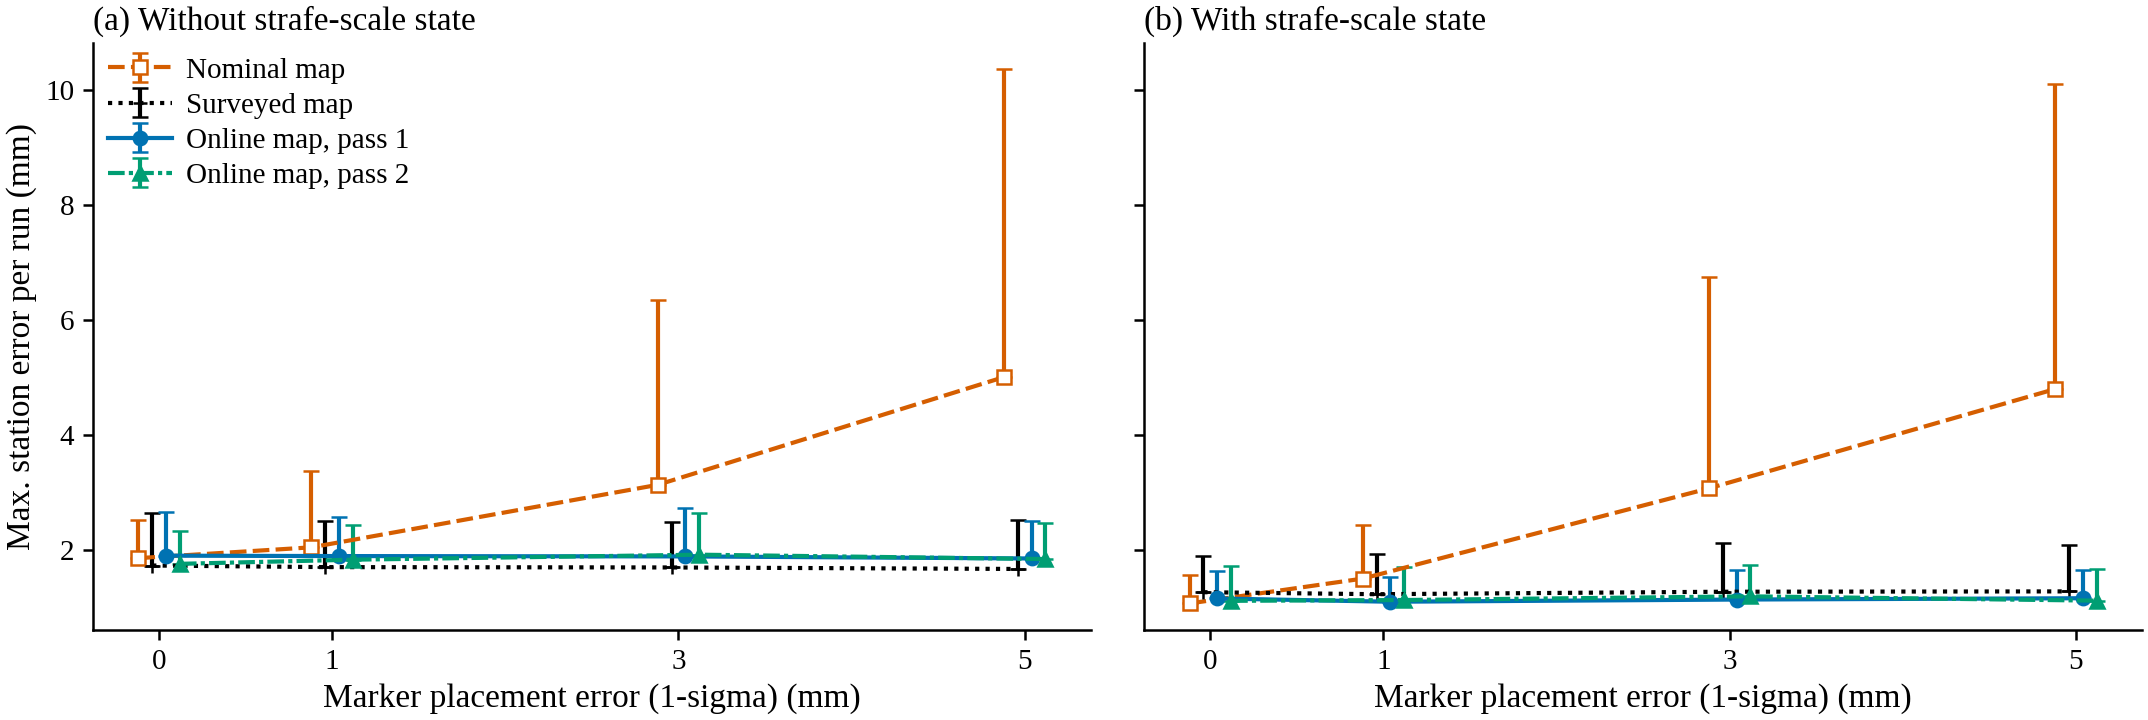 (a) Without strafe-scale state
Nominal map
Surveyed map
Online map, pass 1
Online map, pass 2
Max. station error per run (mm)
10
8
6
4
2
0 1 3 5
Marker placement error (1-sigma) (mm)
(b) With strafe-scale state
0 1 3 5
Marker placement error (1-sigma) (mm)